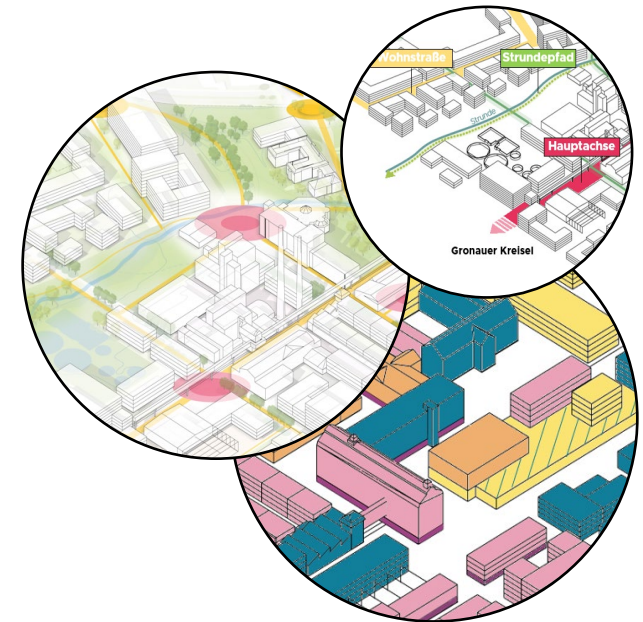 Wohnstraße
Strundepfad
Strunde
Hauptachse
Gronauer Kreisel